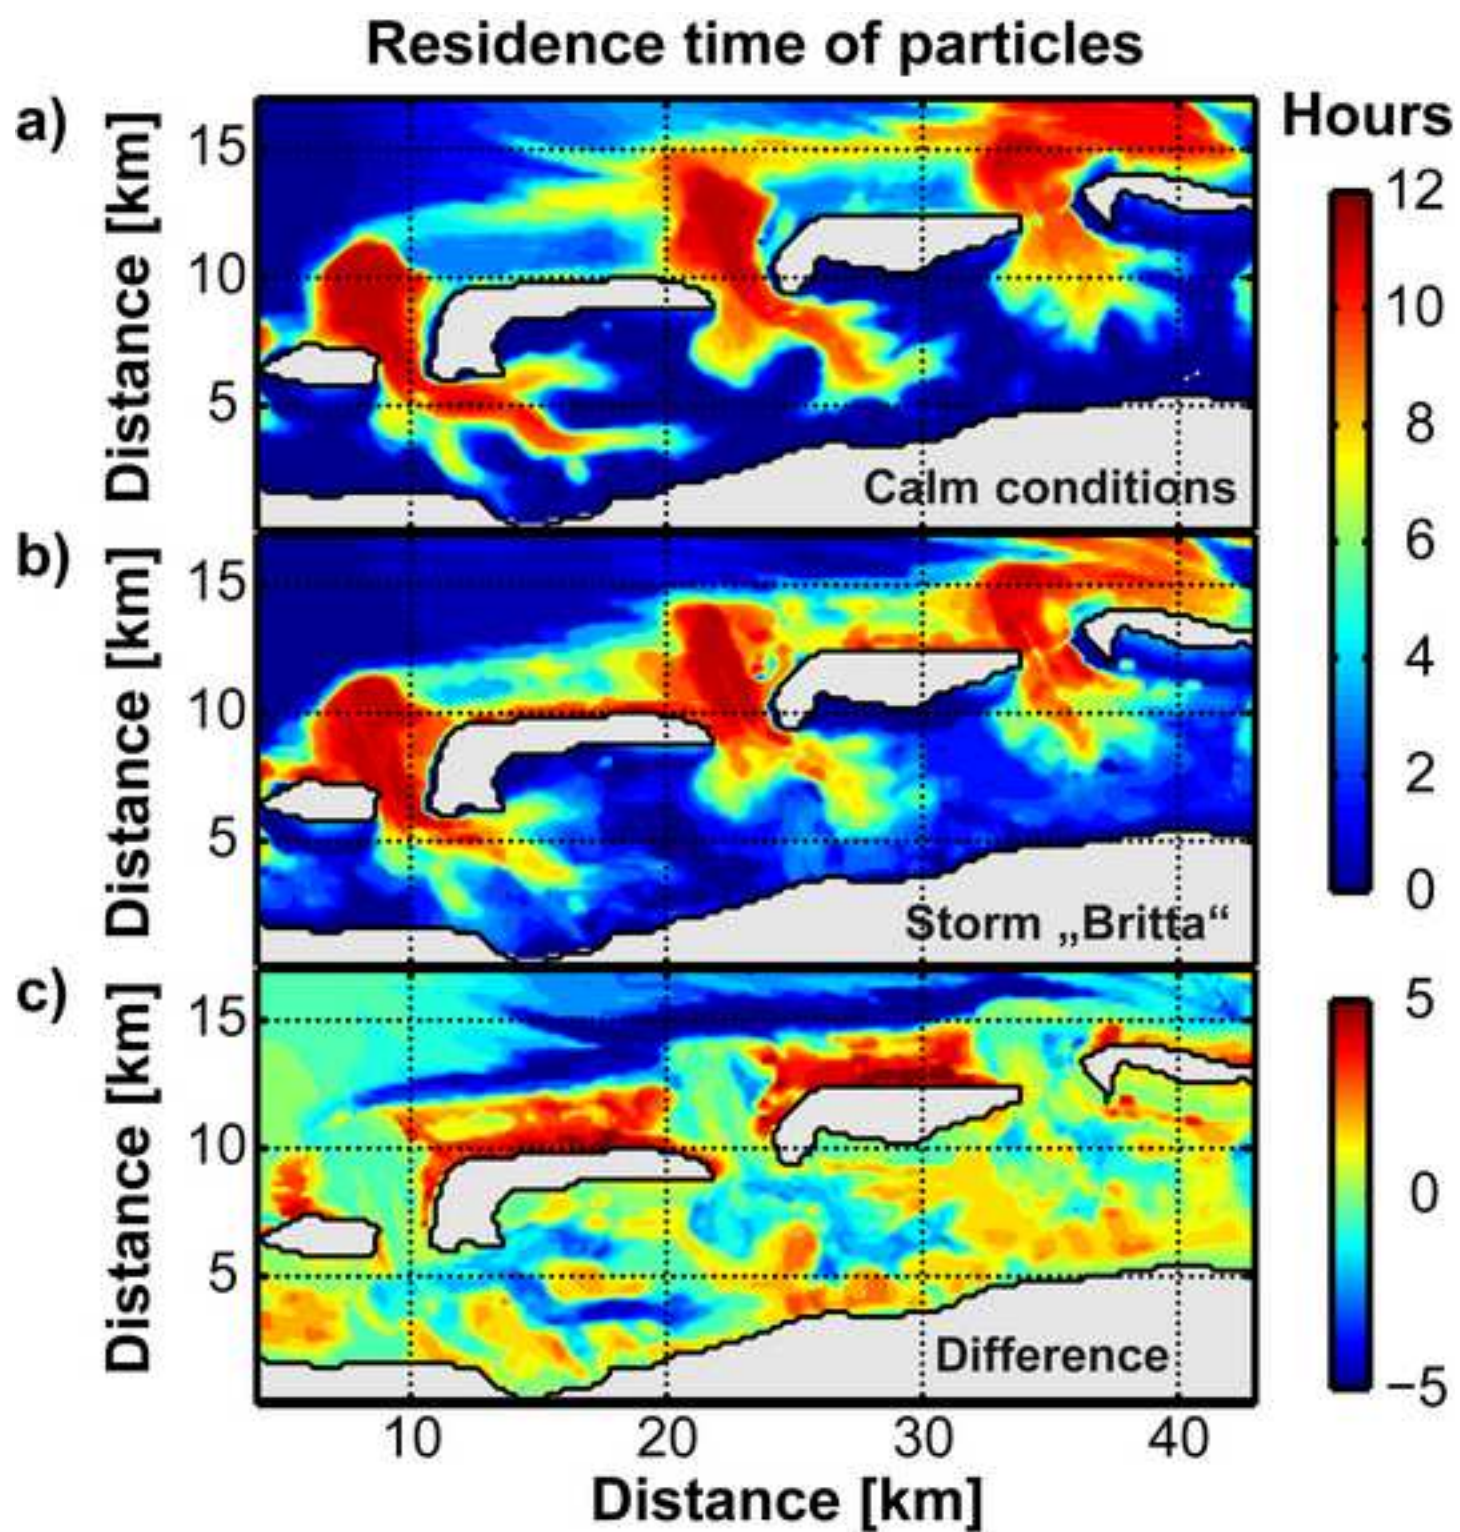 Residence time of particles
a)
Distance [km]
15
10
5
Calm conditions
Hours
12
10
8
6
4
2
0
b)
Distance [km]
15
10
5
Storm „Britta“
c)
Distance [km]
15
10
5
Difference
5
0
−5
10 20 30 40
Distance [km]